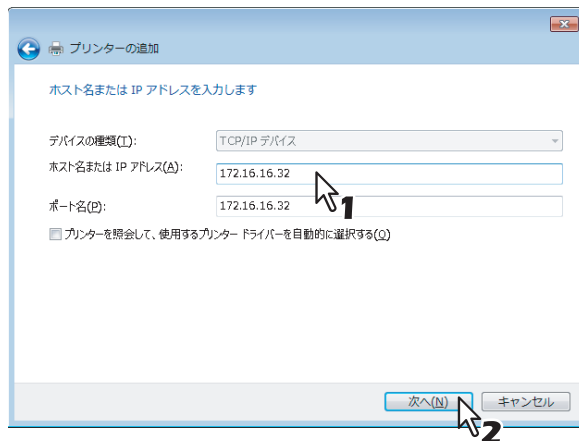 プリンターの追加
ホスト名または IP アドレスを入力します
デバイスの種類(T): TCP/IP デバイス
ホスト名または IP アドレス(A): 172.16.16.32
1
ポート名(P): 172.16.16.32
プリンターを照会して、使用するプリンター ドライバーを自動的に選択する(Q)
次へ(N) キャンセル
2